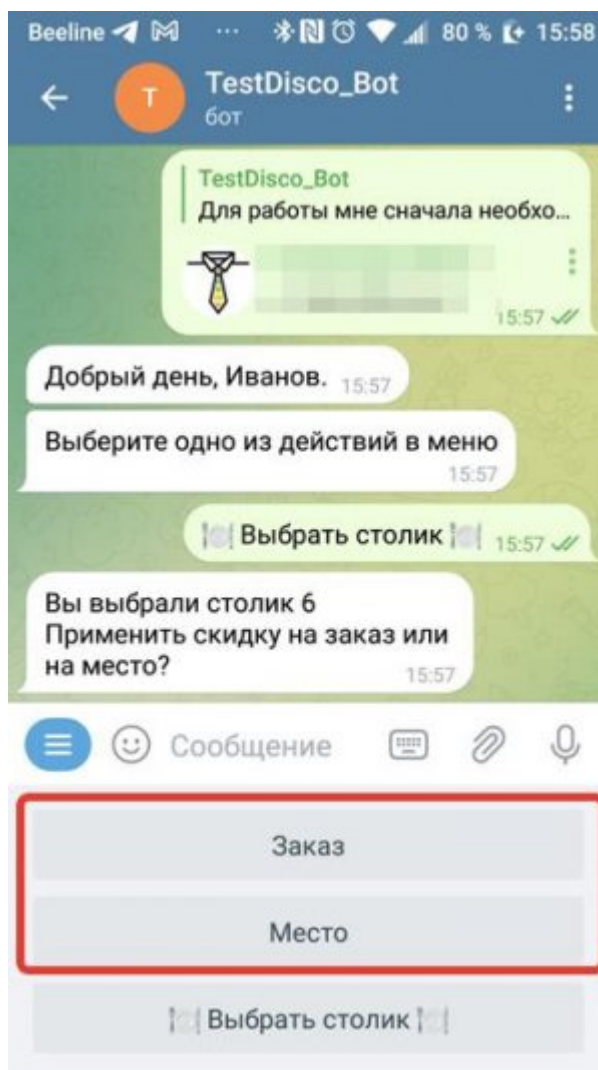 Beeline ... 80 % 15:58
T TestDisco_Bot
бот
TestDisco_Bot
Для работы мне сначала необхо...
15:57
Добрый день, Иванов. 15:57
Выберите одно из действий в меню
15:57
Выбрать столик 15:57
Вы выбрали столик 6
Применить скидку на заказ или
на место? 15:57
Сообщение
Заказ
Место
Выбрать столик